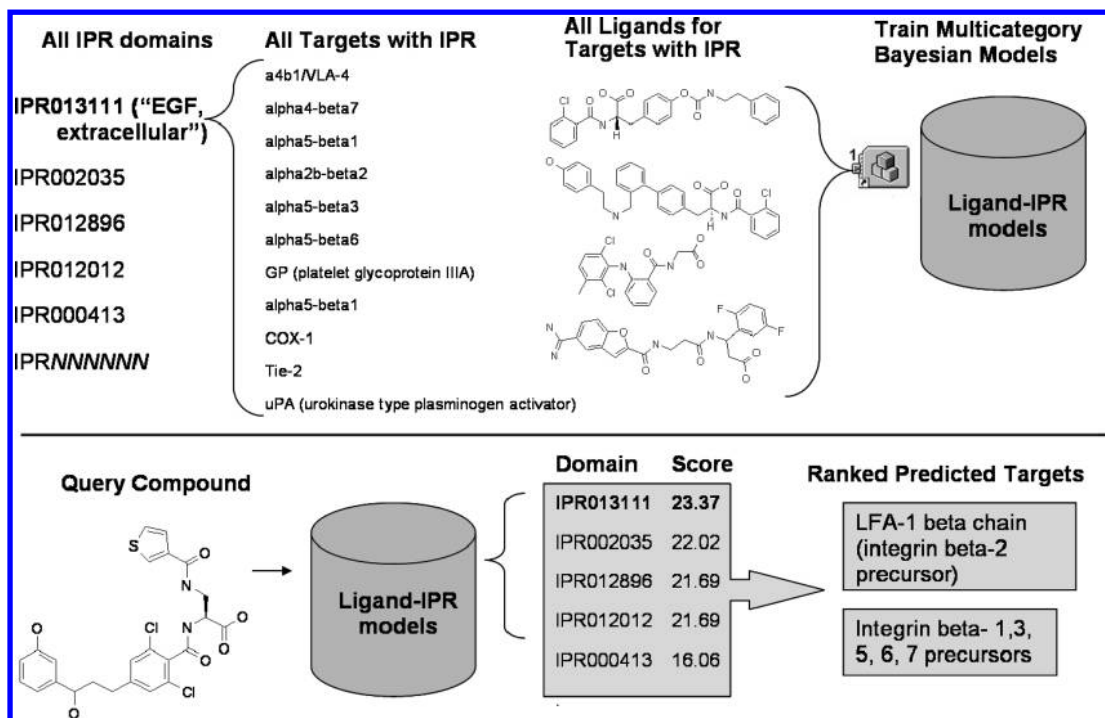 All IPR domains
All Targets with IPR
All Ligands for
Targets with IPR
Train Multicategory
Bayesian Models
IPR013111 (“EGF,
extracellular”)
IPR002035
IPR012896
IPR012012
IPR000413
IPRNNNNNN
a4b1/VLA-4
alpha4-beta7
alpha5-beta1
alpha2b-beta2
alpha5-beta3
alpha5-beta6
GP (platelet glycoprotein IIIA)
alpha5-beta1
COX-1
Tie-2
uPA (urokinase type plasminogen activator)
1
Ligand-IPR
models
Query Compound
Ligand-IPR
models
Domain Score
IPR013111 23.37
IPR002035 22.02
IPR012896 21.69
IPR012012 21.69
IPR000413 16.06
Ranked Predicted Targets
LFA-1 beta chain
(integrin beta-2
precursor)
Integrin beta- 1,3,
5, 6, 7 precursors